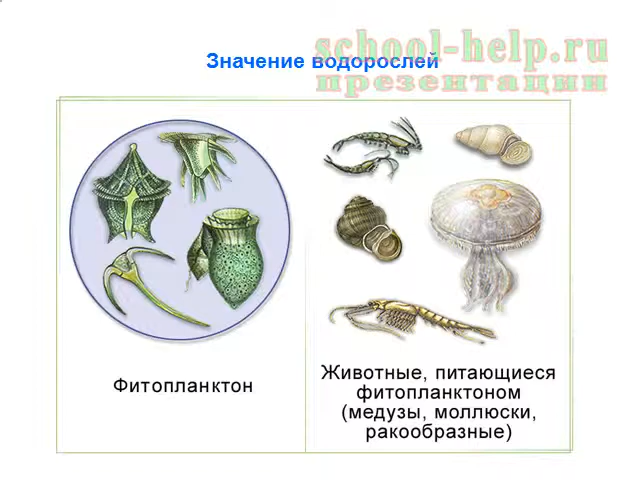 school-help.ru
презентации
Значение водорослей
Фитопланктон
Животные, питающиеся
фитопланктоном
(медузы, моллюски,
ракообразные)